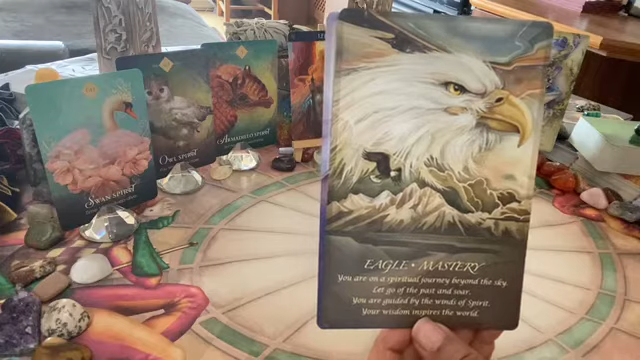 SWAN SPIRIT
OWL SPIRIT
ARMADILLO SPIRIT
EAGLE • MASTERY
You are on a spiritual journey beyond the sky.
Let go of the past and soar.
You are guided by the winds of Spirit.
Your wisdom inspires the world.